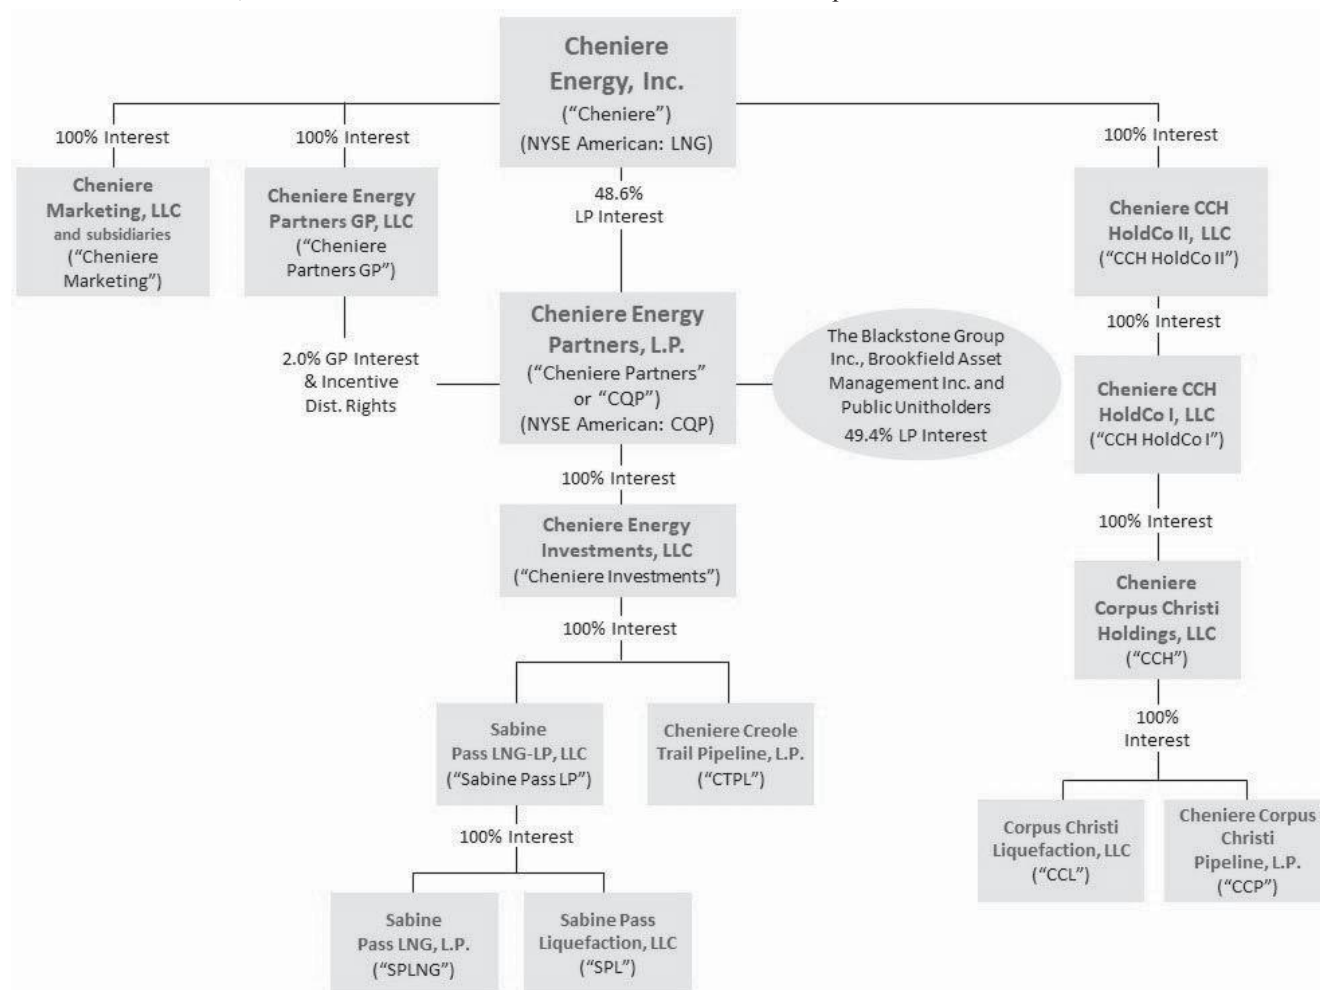 Cheniere
Energy, Inc.
(“Cheniere”)
(NYSE American: LNG)
100% Interest
100% Interest
100% Interest
Cheniere
Marketing, LLC
and subsidiaries
(“Cheniere
Marketing”)
Cheniere Energy
Partners GP, LLC
(“Cheniere
Partners GP”)
48.6%
LP Interest
Cheniere CCH
HoldCo II, LLC
(“CCH HoldCo II”)
2.0% GP Interest
& Incentive
Dist. Rights
Cheniere Energy
Partners, L.P.
(“Cheniere Partners”
or “CQP”)
(NYSE American: CQP)
The Blackstone Group
Inc., Brookfield Asset
Management Inc. and
Public Unitholders
49.4% LP Interest
100% Interest
Cheniere CCH
HoldCo I, LLC
(“CCH HoldCo I”)
100% Interest
Cheniere Energy
Investments, LLC
(“Cheniere Investments”)
100% Interest
Cheniere
Corpus Christi
Holdings, LLC
(“CCH”)
100% Interest
Sabine
Pass LNG-LP, LLC
(“Sabine Pass LP”)
Cheniere Creole
Trail Pipeline, L.P.
(“CTPL”)
100%
Interest
100% Interest
Corpus Christi
Liquefaction, LLC
(“CCL”)
Cheniere Corpus
Christi
Pipeline, L.P.
(“CCP”)
Sabine
Pass LNG, L.P.
(“SPLNG”)
Sabine Pass
Liquefaction, LLC
(“SPL”)